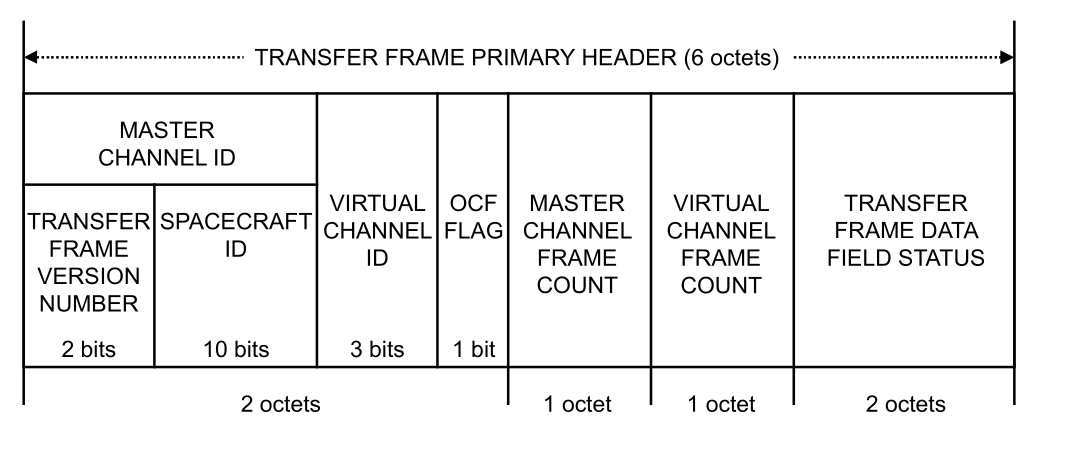 TRANSFER FRAME PRIMARY HEADER (6 octets)
MASTER
CHANNEL ID
TRANSFER
FRAME
VERSION
NUMBER
2 bits
SPACECRAFT
ID
10 bits
VIRTUAL
CHANNEL
ID
3 bits
OCF
FLAG
1 bit
MASTER
CHANNEL
FRAME
COUNT
VIRTUAL
CHANNEL
FRAME
COUNT
TRANSFER
FRAME DATA
FIELD STATUS
2 octets
1 octet
1 octet
2 octets